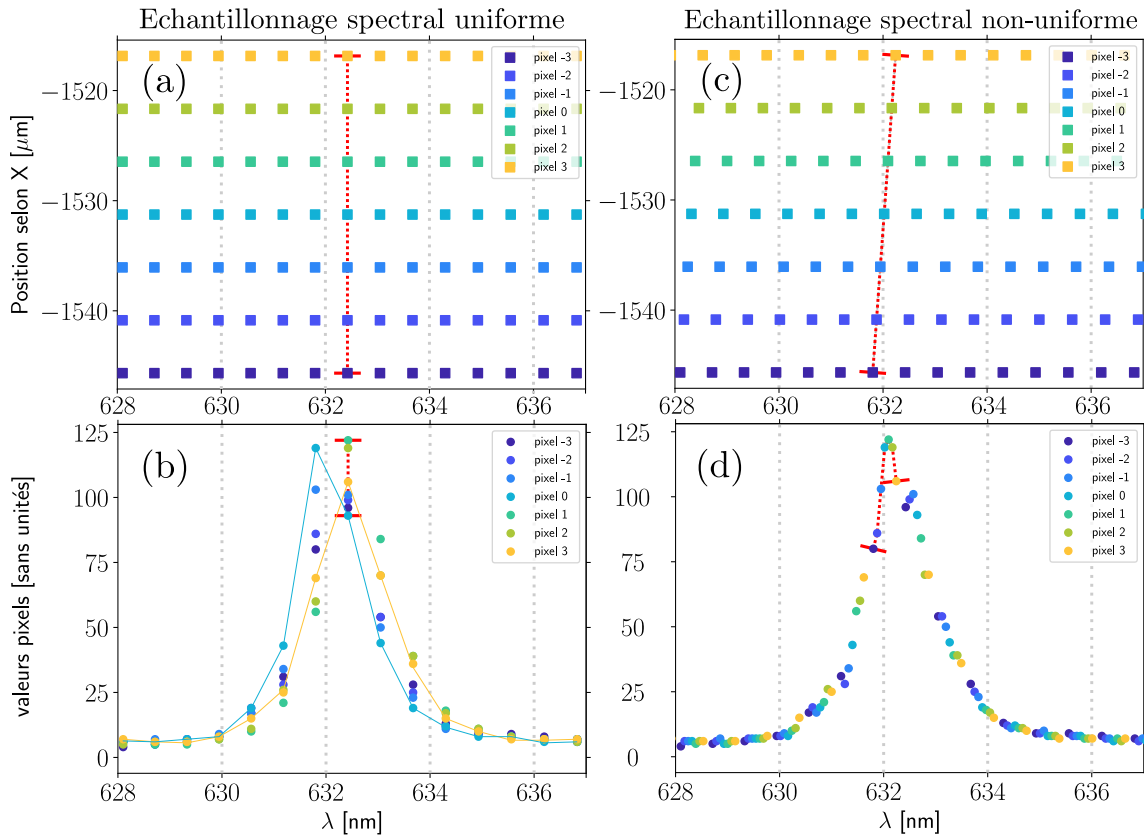 Echantillonnage spectral uniforme
Echantillonnage spectral non-uniforme
(a)
(c)
Position selon X [μm]
−1520
−1530
−1540
628 630 632 634 636
pixel -3
pixel -2
pixel -1
pixel 0
pixel 1
pixel 2
pixel 3
−1520
−1530
−1540
628 630 632 634 636
pixel -3
pixel -2
pixel -1
pixel 0
pixel 1
pixel 2
pixel 3
(b)
(d)
valeurs pixels [sans unités]
125
100
75
50
25
0
628 630 632 634 636
λ [nm]
pixel -3
pixel -2
pixel -1
pixel 0
pixel 1
pixel 2
pixel 3
125
100
75
50
25
0
628 630 632 634 636
λ [nm]
pixel -3
pixel -2
pixel -1
pixel 0
pixel 1
pixel 2
pixel 3